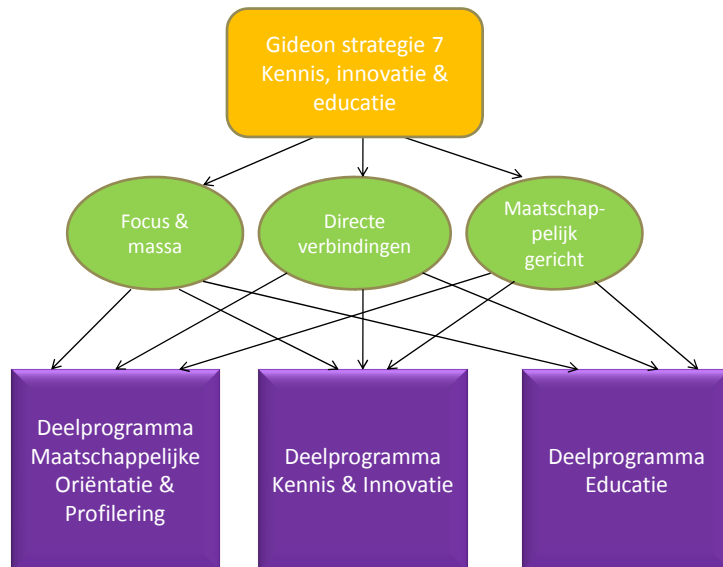 Gideon strategie 7
Kennis, innovatie &
educatie
Focus &
massa
Directe
verbindingen
Maatschap-
pelijk
gericht
Deelprogramma
Maatschappelijke
Oriëntatie &
Profilering
Deelprogramma
Kennis & Innovatie
Deelprogramma
Educatie